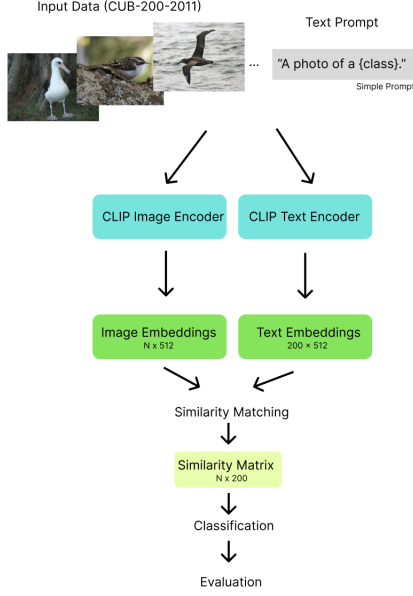 Input Data (CUB-200-2011)
Text Prompt
...
“A photo of a {class}.”
Simple Prompt
CLIP Image Encoder
CLIP Text Encoder
Image Embeddings
N x 512
Text Embeddings
200 × 512
Similarity Matching
Similarity Matrix
N x 200
Classification
Evaluation